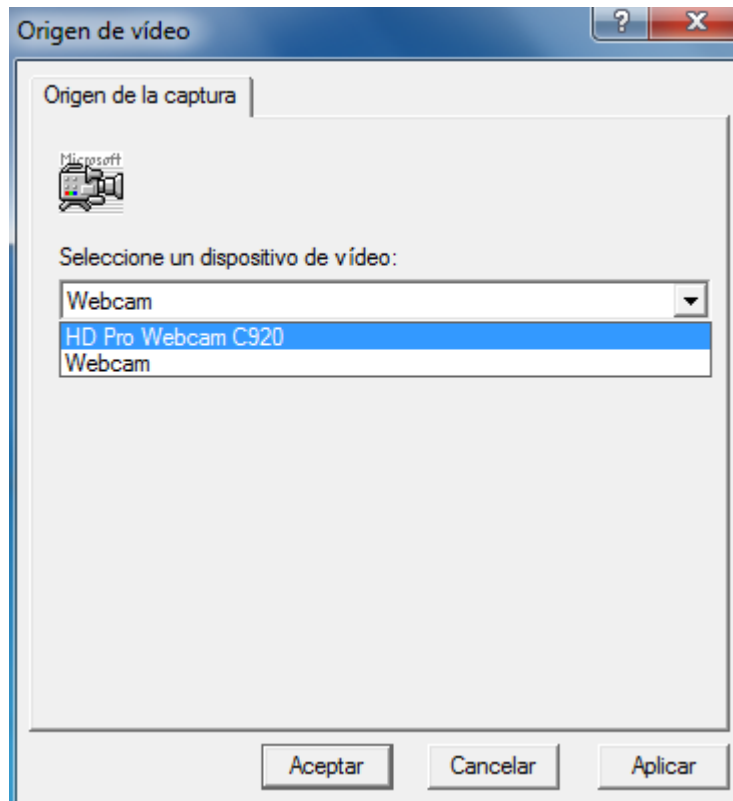 Origen de vídeo
?
X
Origen de la captura
Microsoft
Seleccione un dispositivo de vídeo:
Webcam
HD Pro Webcam C920
Webcam
Aceptar Cancelar Aplicar